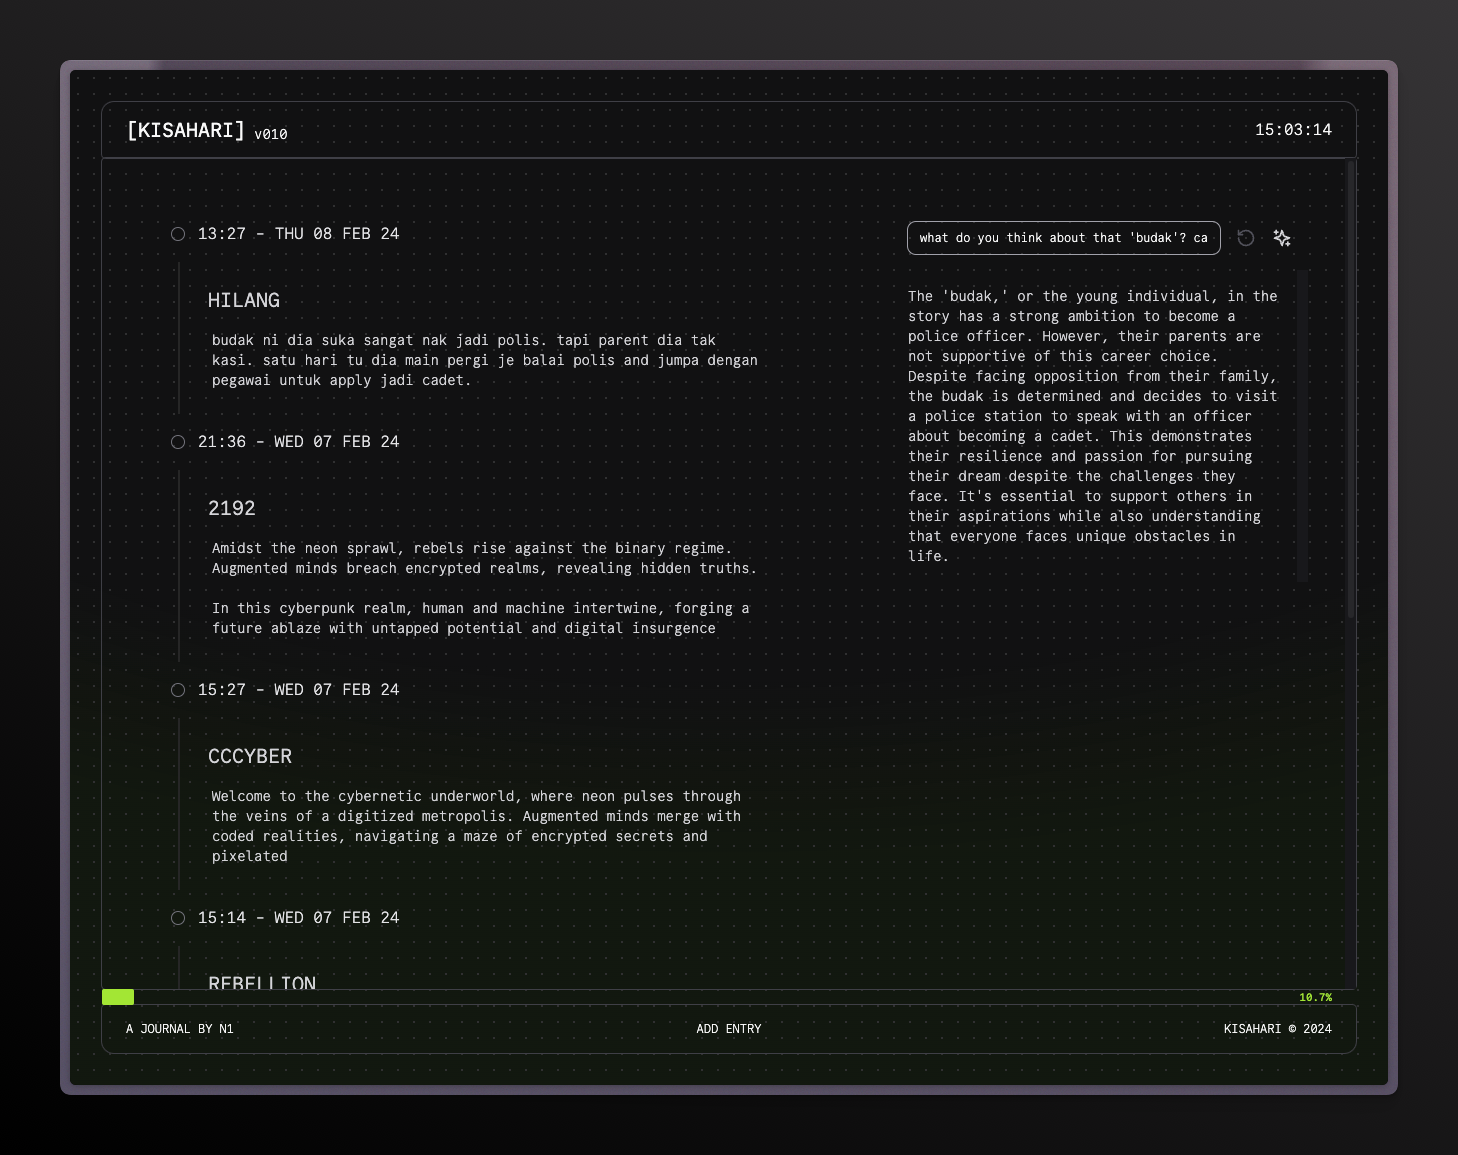 [KISAHARI] v010
15:03:14
13:27 - THU 08 FEB 24
HILANG
budak ni dia suka sangat nak jadi polis. tapi parent dia tak
kasi. satu hari tu dia main pergi je balai polis and jumpa dengan
pegawai untuk apply jadi cadet.
21:36 - WED 07 FEB 24
2192
Amidst the neon sprawl, rebels rise against the binary regime.
Augmented minds breach encrypted realms, revealing hidden truths.
In this cyberpunk realm, human and machine intertwine, forging a
future ablaze with untapped potential and digital insurgence
15:27 - WED 07 FEB 24
CCCYBER
Welcome to the cybernetic underworld, where neon pulses through
the veins of a digitized metropolis. Augmented minds merge with
coded realities, navigating a maze of encrypted secrets and
pixelated
15:14 - WED 07 FEB 24
REBELLION
what do you think about that 'budak'? ca
The 'budak,' or the young individual, in the
story has a strong ambition to become a
police officer. However, their parents are
not supportive of this career choice.
Despite facing opposition from their family,
the budak is determined and decides to visit
a police station to speak with an officer
about becoming a cadet. This demonstrates
their resilience and passion for pursuing
their dream despite the challenges they
face. It's essential to support others in
their aspirations while also understanding
that everyone faces unique obstacles in
life.
10.7%
A JOURNAL BY N1
ADD ENTRY
KISAHARI © 2024